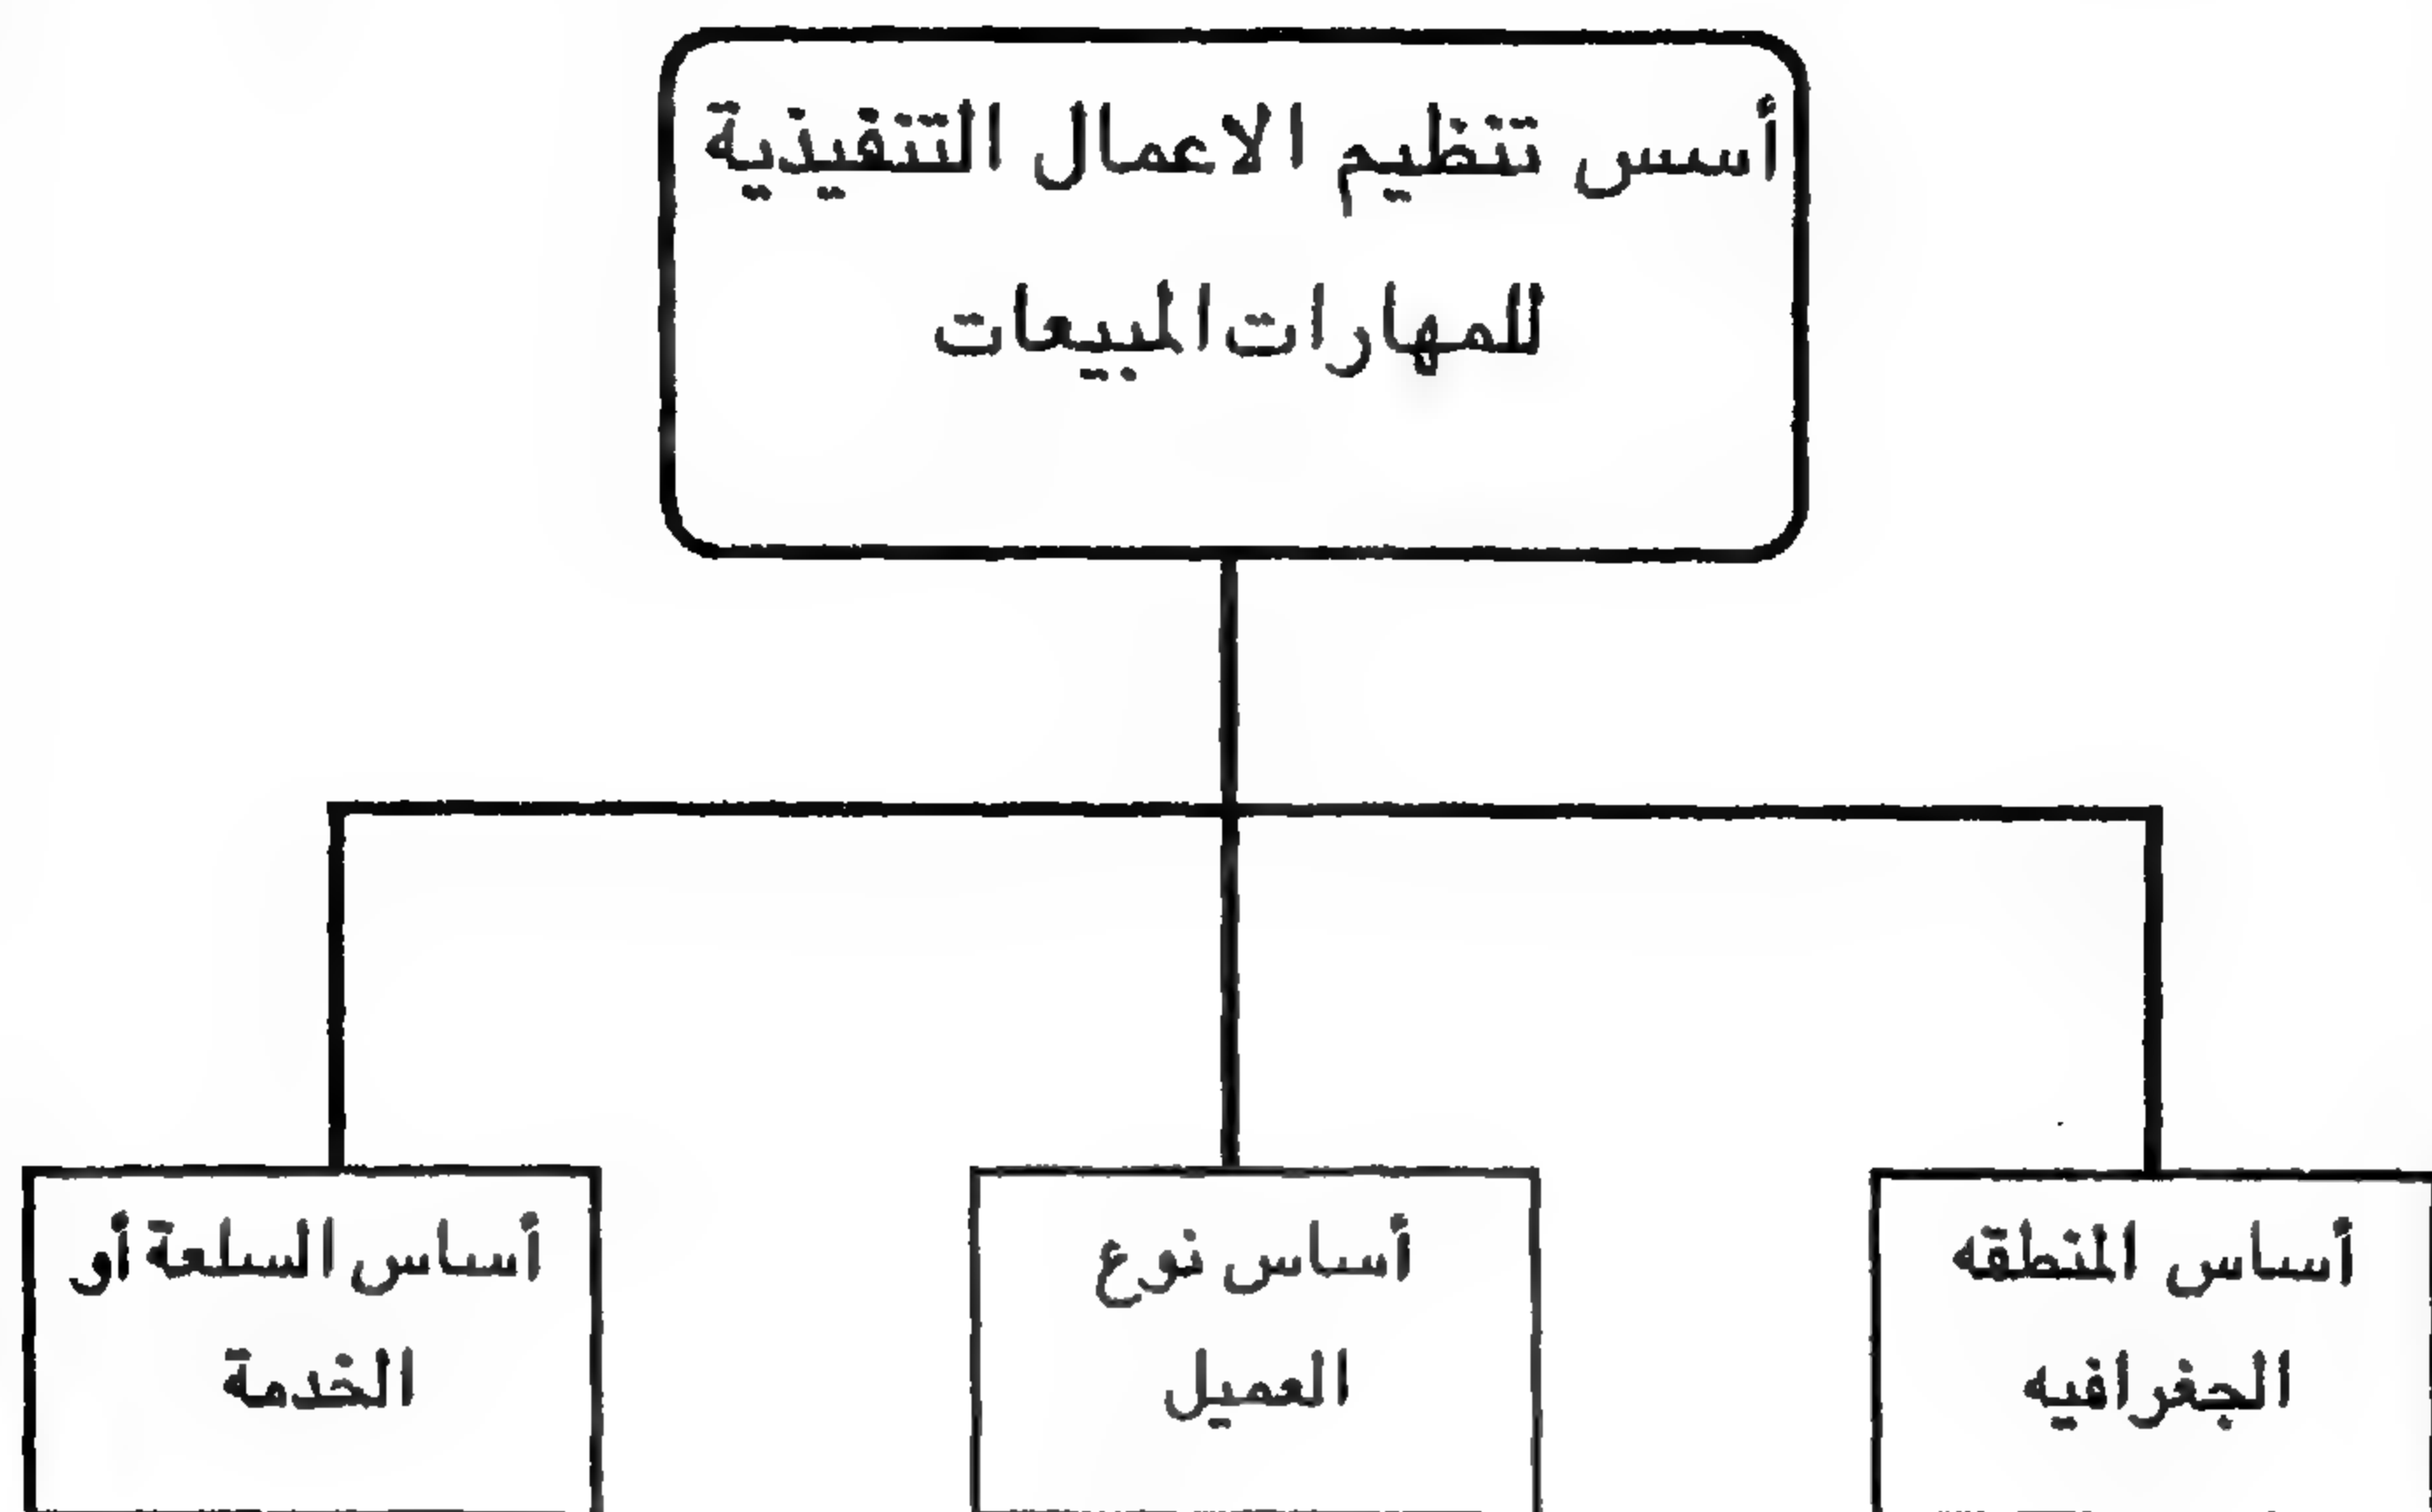 أسس تنظيم الاعمال التنفيذية
للمهارات المبيعات
أساس المنطقه
الجغرافيه
أساس نوع
العميل
أساس السلعة أو
الخدمة